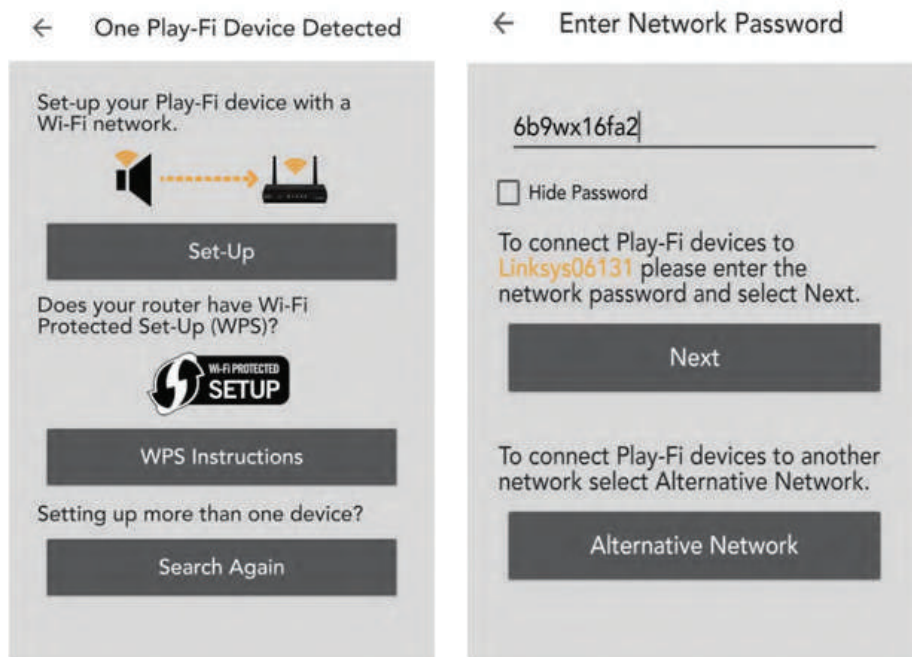 One Play-Fi Device Detected
Set-up your Play-Fi device with a
Wi-Fi network.
Set-Up
Does your router have Wi-Fi
Protected Set-Up (WPS)?
WI-FI PROTECTED
SETUP
WPS Instructions
Setting up more than one device?
Search Again
Enter Network Password
6b9wx16fa2
Hide Password
To connect Play-Fi devices to
Linksys06131 please enter the
network password and select Next.
Next
To connect Play-Fi devices to another
network select Alternative Network.
Alternative Network